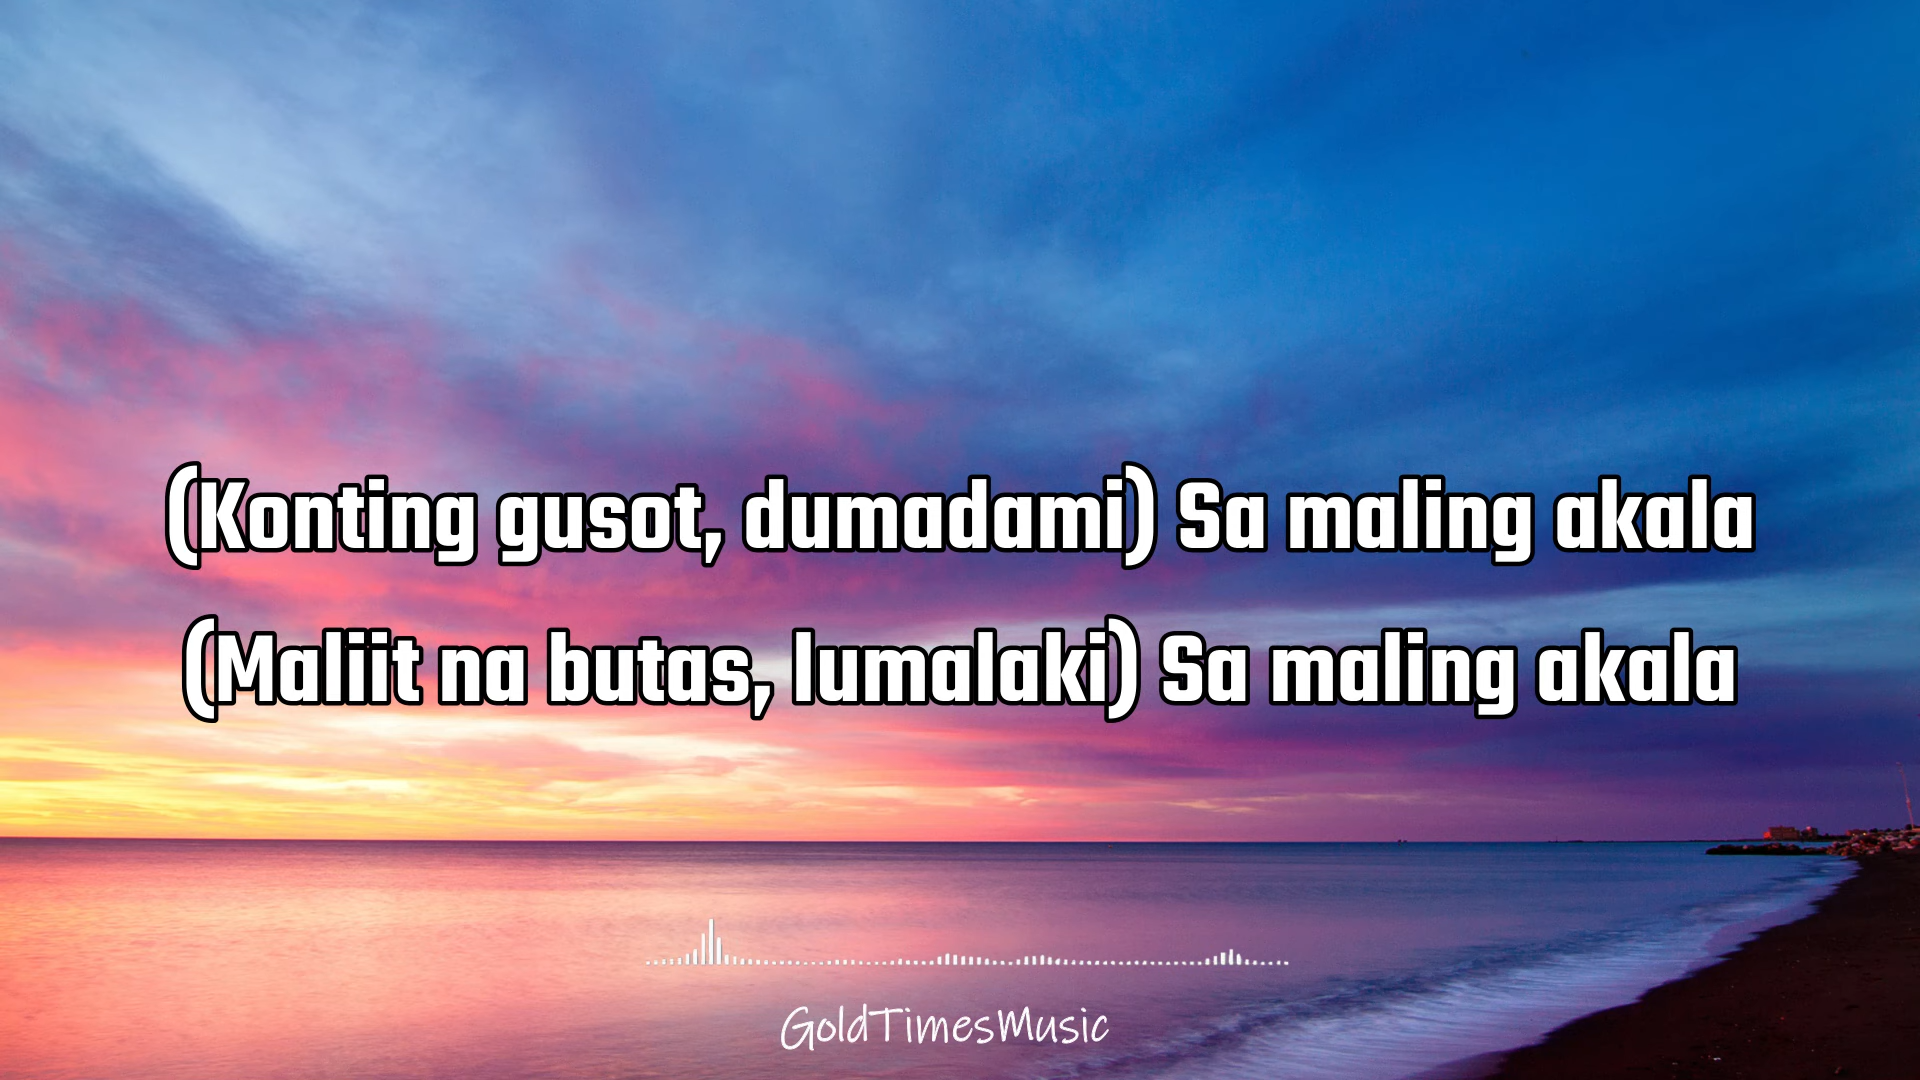 (Konting gusot, dumadami) Sa maling akala
(Maliit na butas, lumalaki) Sa maling akala
GoldTimesMusic